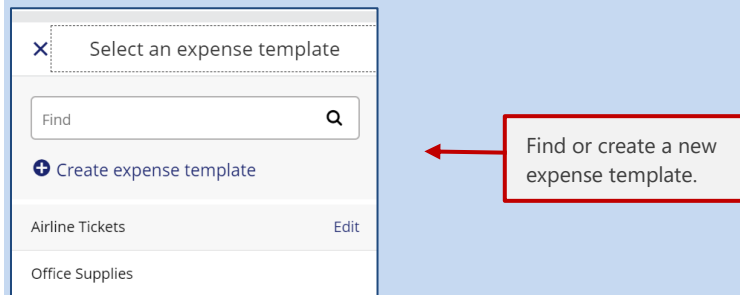 Select an expense template
Find
Create expense template
Airline Tickets Edit
Office Supplies
Find or create a new
expense template.